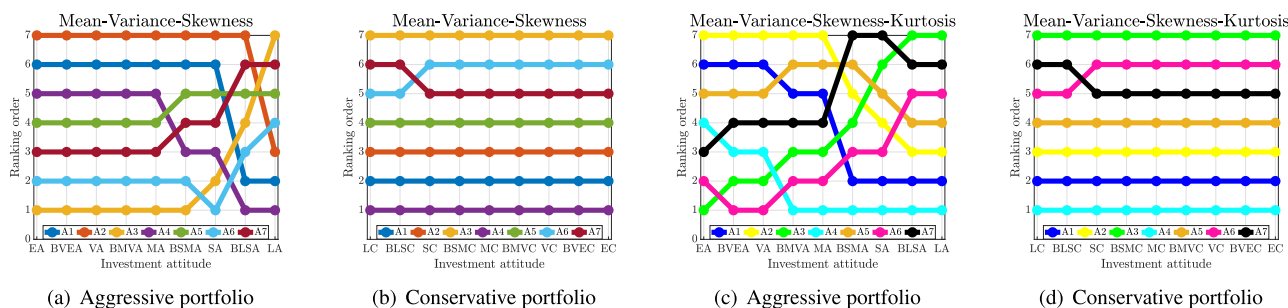 Mean-Variance-Skewness
7
6
5
4
3
2
1
0
Ranking order
A1 A2 A3 A4 A5 A6 A7
EA BVEA VA BMVA MA BSMA SA BLSA LA
Investment attitude
(a) Aggressive portfolio
Mean-Variance-Skewness
7
6
5
4
3
2
1
0
Ranking order
A1 A2 A3 A4 A5 A6 A7
LC BLSC SC BSMC MC BMVC VC BVEC EC
Investment attitude
(b) Conservative portfolio
Mean-Variance-Skewness-Kurtosis
7
6
5
4
3
2
1
0
Ranking order
A1 A2 A3 A4 A5 A6 A7
EA BVEA VA BMVA MA BSMA SA BLSA LA
Investment attitude
(c) Aggressive portfolio
Mean-Variance-Skewness-Kurtosis
7
6
5
4
3
2
1
0
Ranking order
A1 A2 A3 A4 A5 A6 A7
LC BLSC SC BSMC MC BMVC VC BVEC EC
Investment attitude
(d) Conservative portfolio